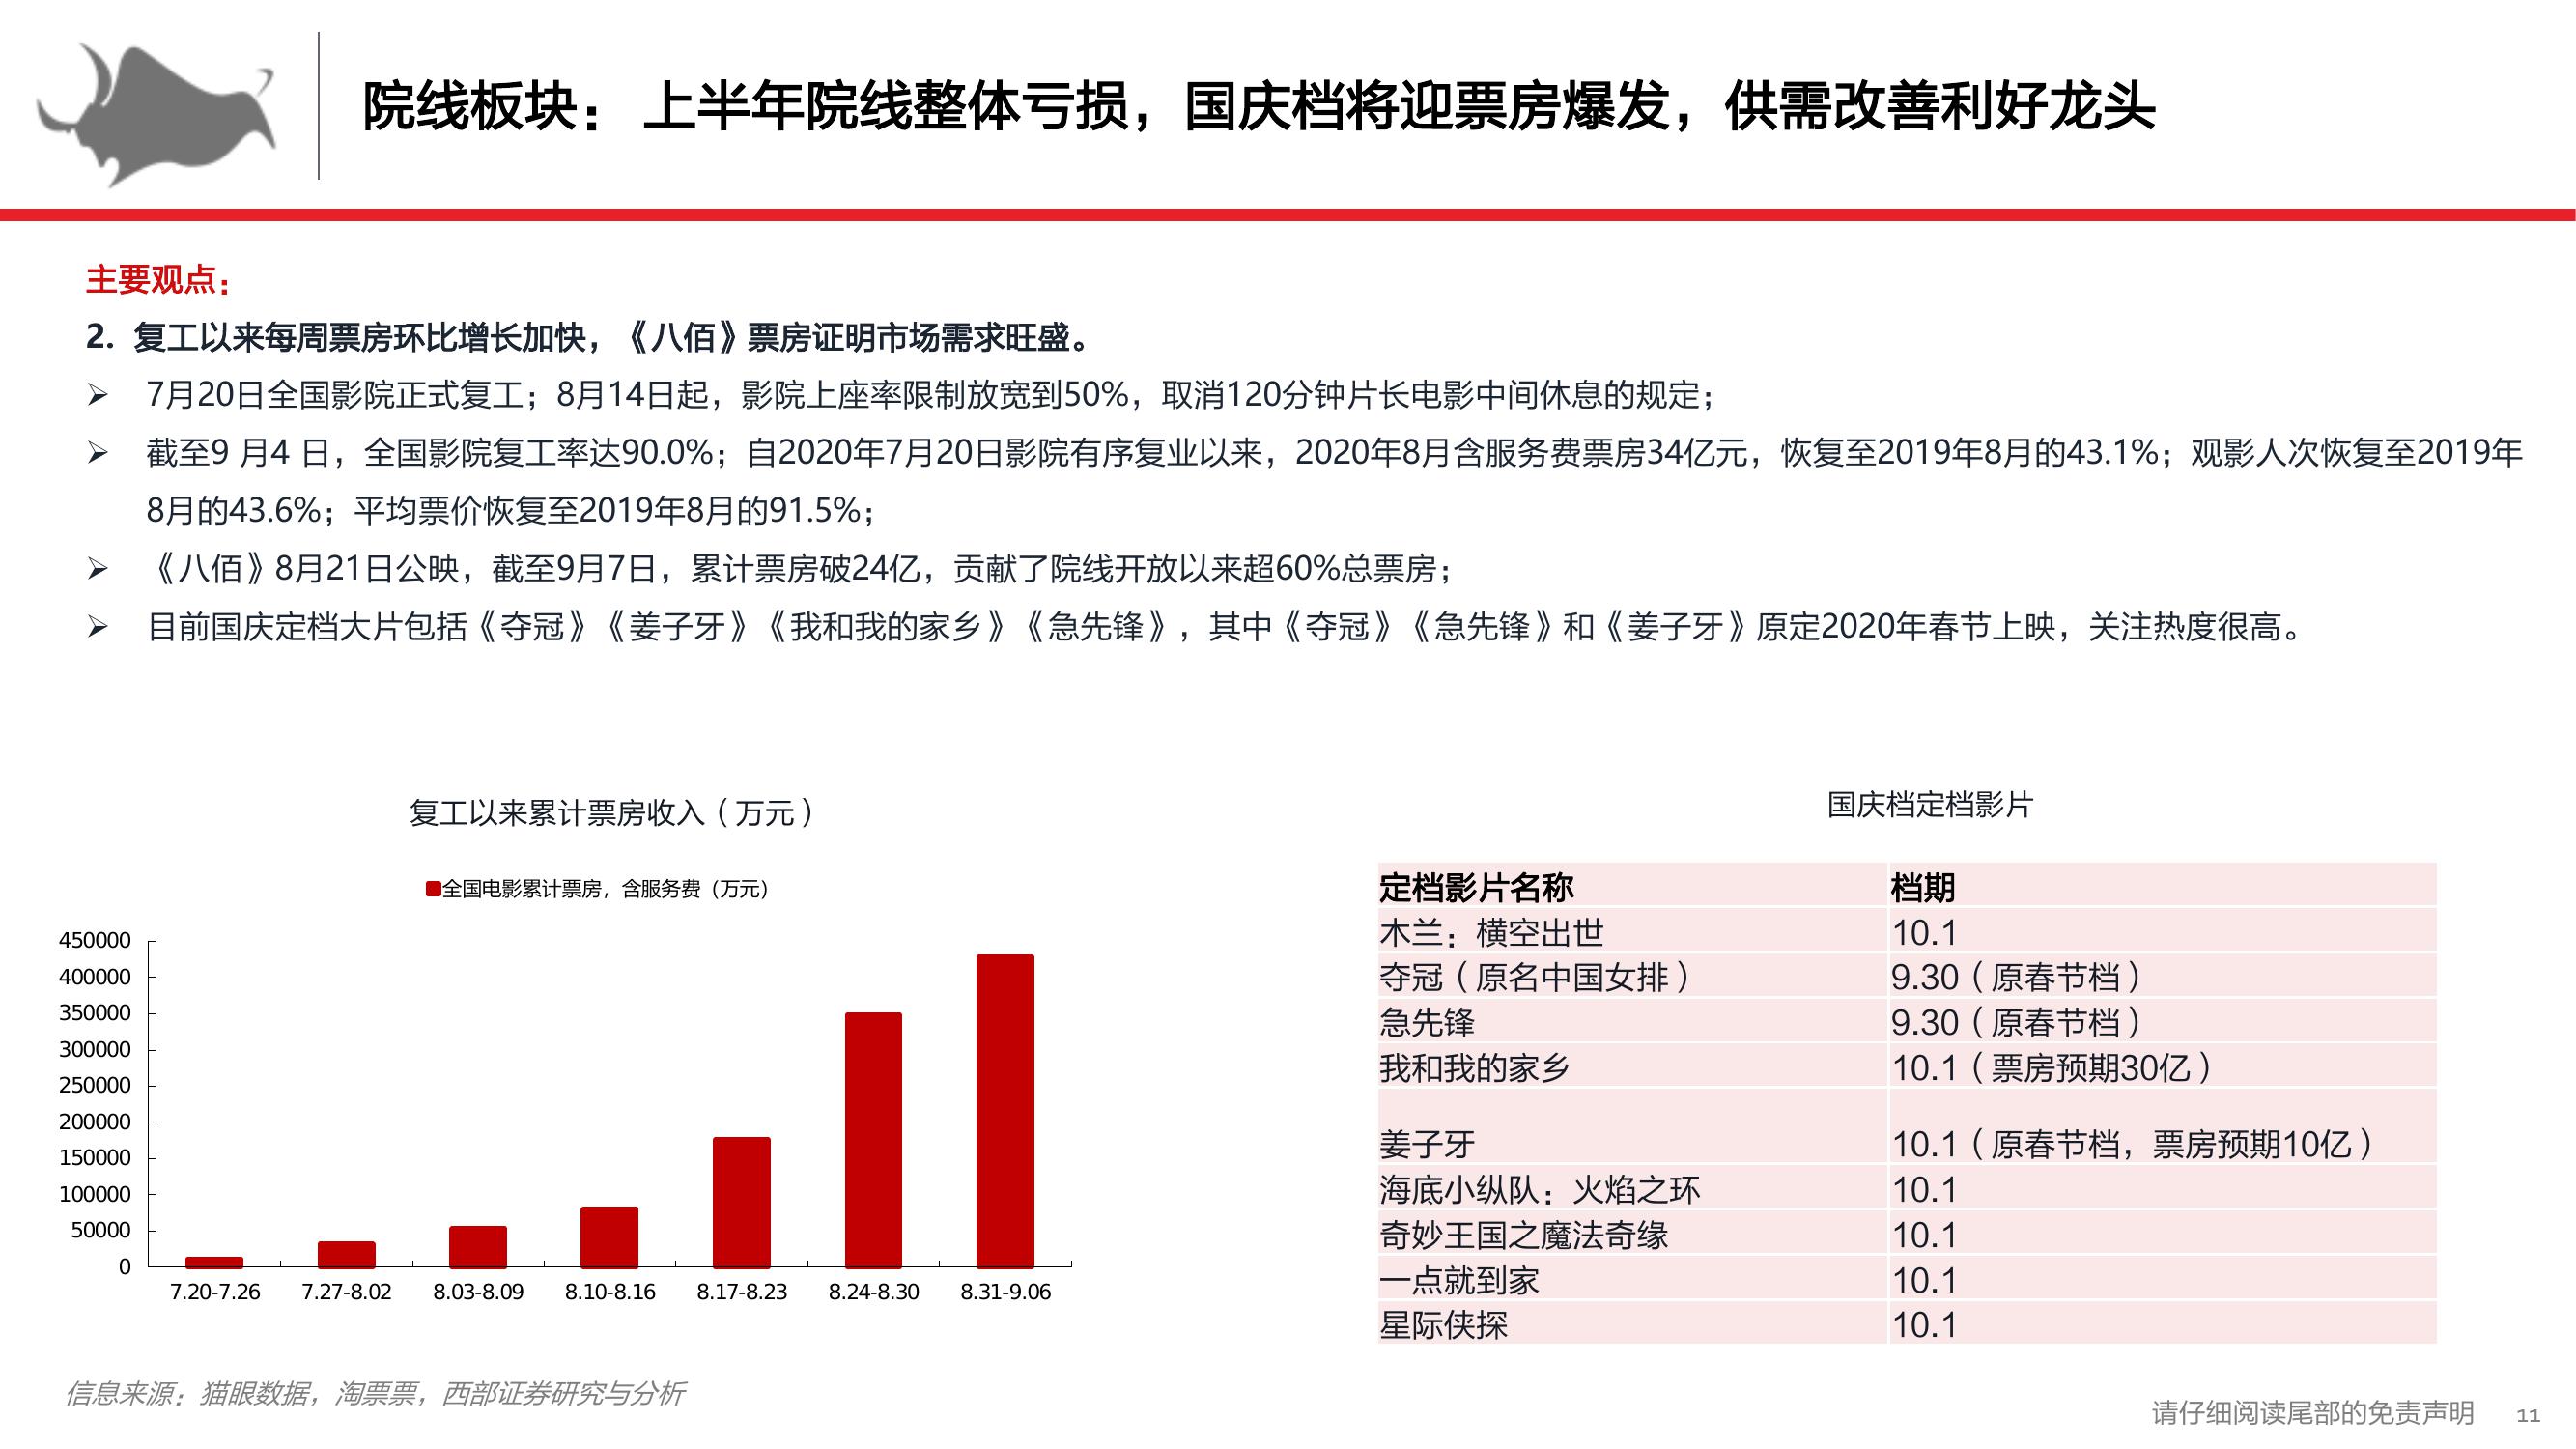 院线板块： 上半年院线整体亏损，国庆档将迎票房爆发，供需改善利好龙头
主要观点：
2. 复工以来每周票房环比增长加快，《八佰》票房证明市场需求旺盛。
➢ 7月20日全国影院正式复工；8月14日起，影院上座率限制放宽到50%，取消120分钟片长电影中间休息的规定；
➢ 截至9 月4 日，全国影院复工率达90.0%；自2020年7月20日影院有序复业以来，2020年8月含服务费票房34亿元，恢复至2019年8月的43.1%；观影人次恢复至2019年
8月的43.6%；平均票价恢复至2019年8月的91.5%；
➢ 《八佰》8月21日公映，截至9月7日，累计票房破24亿，贡献了院线开放以来超60%总票房；
➢ 目前国庆定档大片包括《夺冠》《姜子牙》《我和我的家乡》《急先锋》，其中《夺冠》《急先锋》和《姜子牙》原定2020年春节上映，关注热度很高。
复工以来累计票房收入（万元）
全国电影累计票房，含服务费（万元）
450000
400000
350000
300000
250000
200000
150000
100000
50000
0
7.20-7.26 7.27-8.02 8.03-8.09 8.10-8.16 8.17-8.23 8.24-8.30 8.31-9.06
国庆档定档影片
定档影片名称 档期
木兰：横空出世 10.1
夺冠（原名中国女排） 9.30（原春节档）
急先锋 9.30（原春节档）
我和我的家乡 10.1（票房预期30亿）
姜子牙 10.1（原春节档，票房预期10亿）
海底小纵队：火焰之环 10.1
奇妙王国之魔法奇缘 10.1
一点就到家 10.1
星际侠探 10.1
信息来源：猫眼数据，淘票票，西部证券研究与分析
请仔细阅读尾部的免责声明 11